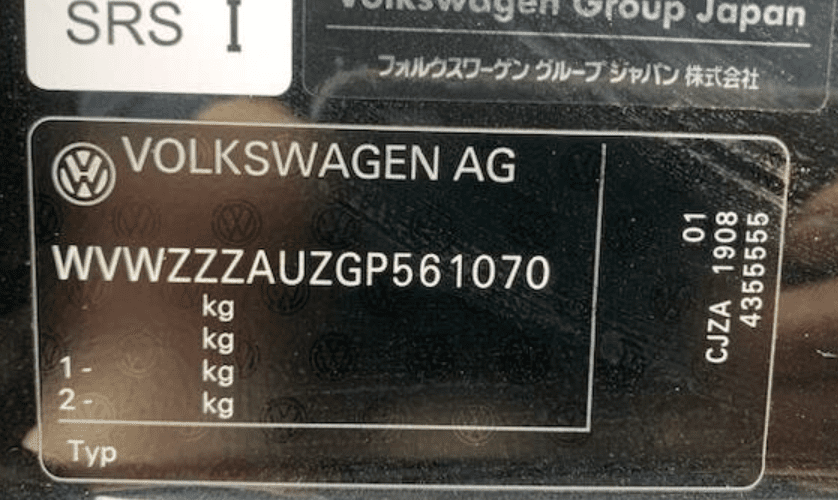 SRS I
Volkswagen Group Japan
フォルクスワーゲン グループ ジャパン 株式会社
VOLKSWAGEN AG
WVWZZZAUZGP561070
kg
kg
1- kg
2- kg
Typ
01
CJZA 1908
4355555